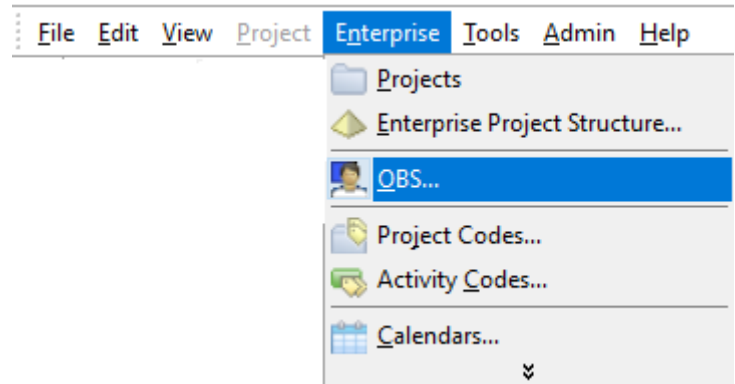 File Edit View Project Enterprise Tools Admin Help
Projects
Enterprise Project Structure...
OBS...
Project Codes...
Activity Codes...
Calendars...